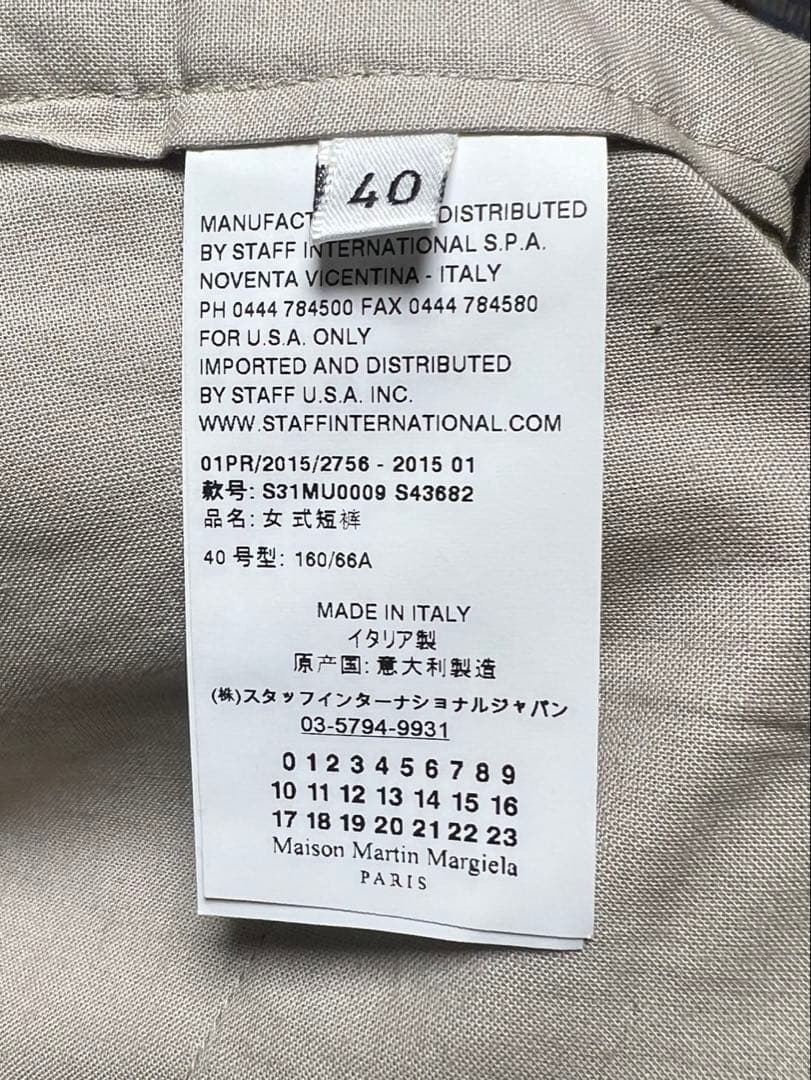 40
MANUFACT DISTRIBUTED
BY STAFF INTERNATIONAL S.P.A.
NOVENTA VICENTINA - ITALY
PH 0444 784500 FAX 0444 784580
FOR U.S.A. ONLY
IMPORTED AND DISTRIBUTED
BY STAFF U.S.A. INC.
WWW.STAFFINTERNATIONAL.COM
01PR/2015/2756 - 2015 01
款号: S31MU0009 S43682
品名: 女 式短裤
40 号型: 160/66A
MADE IN ITALY
イタリア製
原产国: 意大利製造
(株)スタッフインターナショナルジャパン
03-5794-9931
0 1 2 3 4 5 6 7 8 9
10 11 12 13 14 15 16
17 18 19 20 21 22 23
Maison Martin Margiela
PARIS